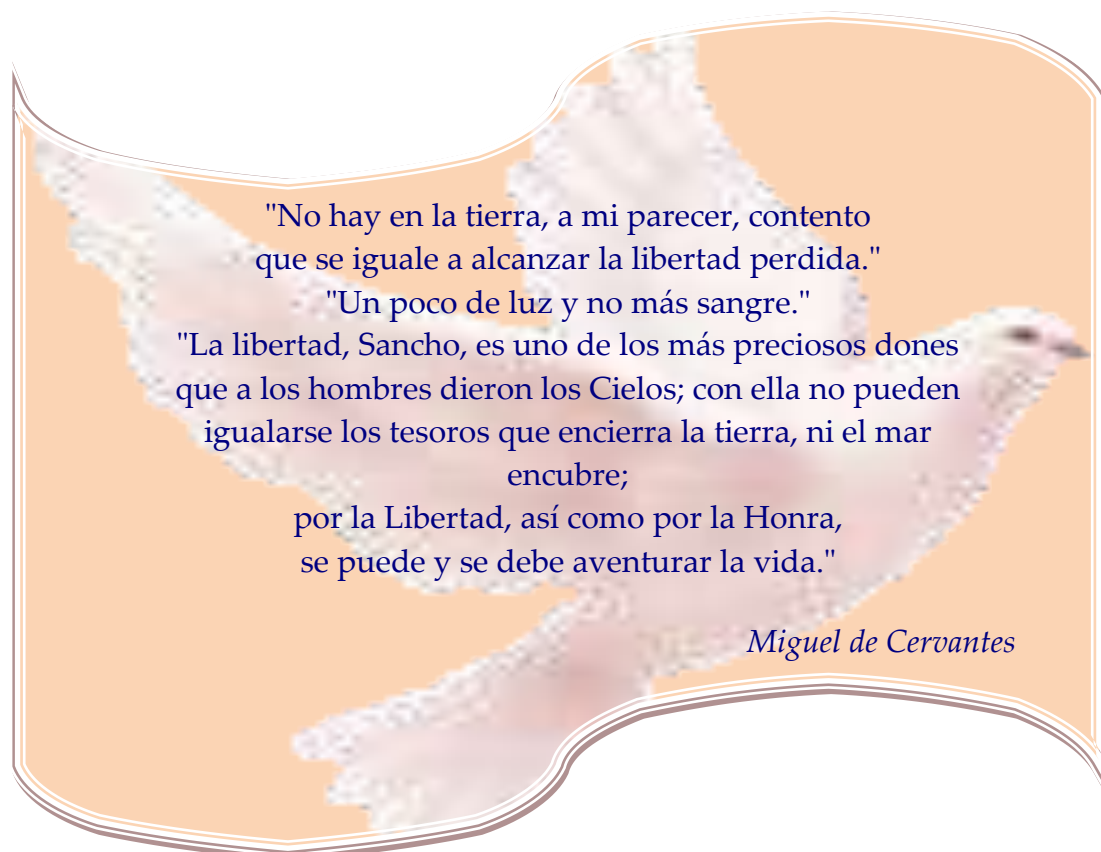 "No hay en la tierra, a mi parecer, contento
que se iguale a alcanzar la libertad perdida."
"Un poco de luz y no más sangre."
"La libertad, Sancho, es uno de los más preciosos dones
que a los hombres dieron los Cielos; con ella no pueden
igualarse los tesoros que encierra la tierra, ni el mar
encubre;
por la Libertad, así como por la Honra,
se puede y se debe aventurar la vida."
Miguel de Cervantes